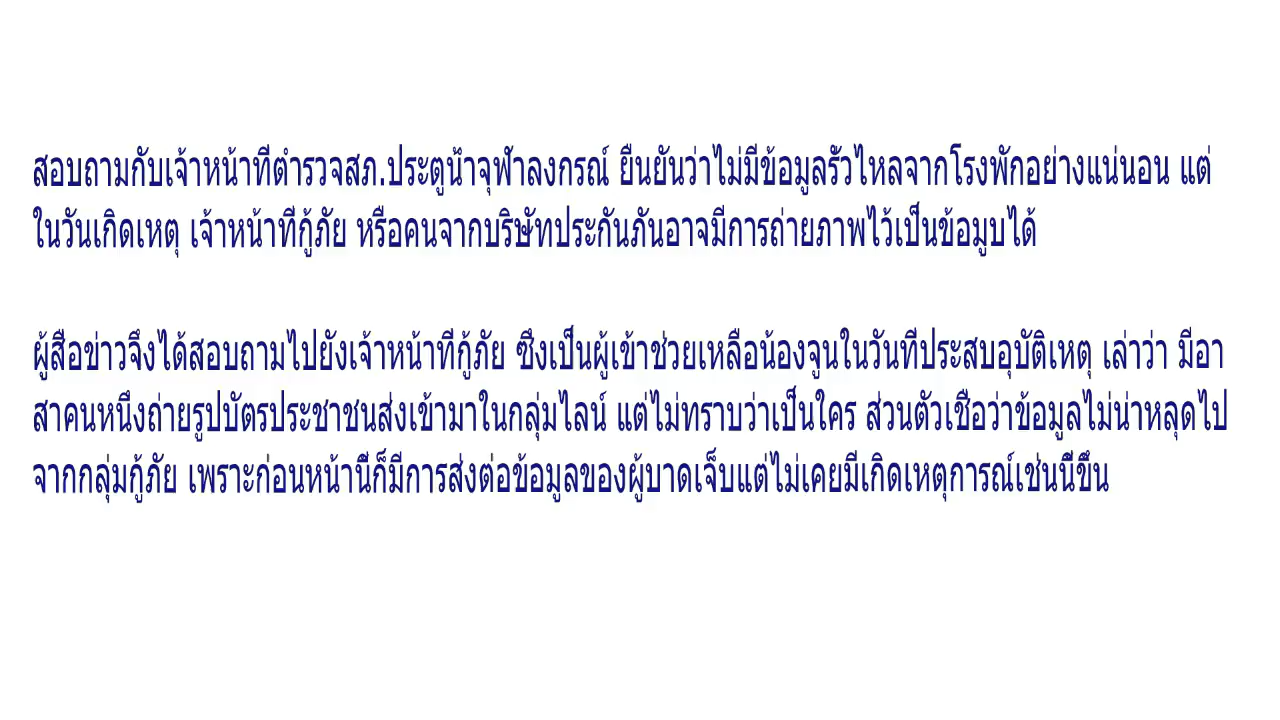 สอบถามกับเจ้าหน้าที่ตำรวจสภ.ประตูน้ำจุฬาลงกรณ์ ยืนยันว่าไม่มีข้อมูลรั่วไหลจากโรงพักอย่างแน่นอน แต่
ในวันเกิดเหตุ เจ้าหน้าที่กู้ภัย หรือคนจากบริษัทประกันภันอาจมีการถ่ายภาพไว้เป็นข้อมูบได้
ผู้สื่อข่าวจึงได้สอบถามไปยังเจ้าหน้าที่กู้ภัย ซึ่งเป็นผู้เข้าช่วยเหลือน้องจูนในวันที่ประสบอุบัติเหตุ เล่าว่า มีอา
สาคนหนึ่งถ่ายรูปบัตรประชาชนส่งเข้ามาในกลุ่มไลน์ แต่ไม่ทราบว่าเป็นใคร ส่วนตัวเชื่อว่าข้อมูลไม่น่าหลุดไป
จากกลุ่มกู้ภัย เพราะก่อนหน้านี้ก็มีการส่งต่อข้อมูลของผู้บาดเจ็บแต่ไม่เคยมีเกิดเหตุการณ์เช่นนี้ขึ้น